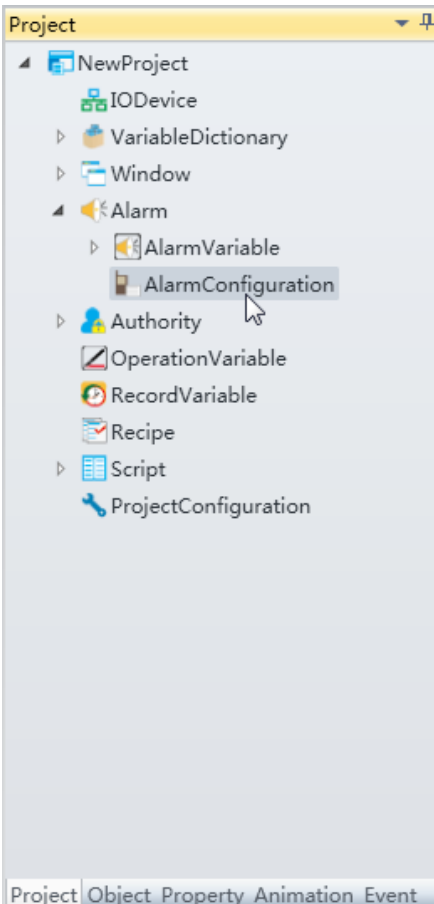 Project
NewProject
IODevice
VariableDictionary
Window
Alarm
AlarmVariable
AlarmConfiguration
Authority
OperationVariable
RecordVariable
Recipe
Script
ProjectConfiguration
Project Object Property Animation Event